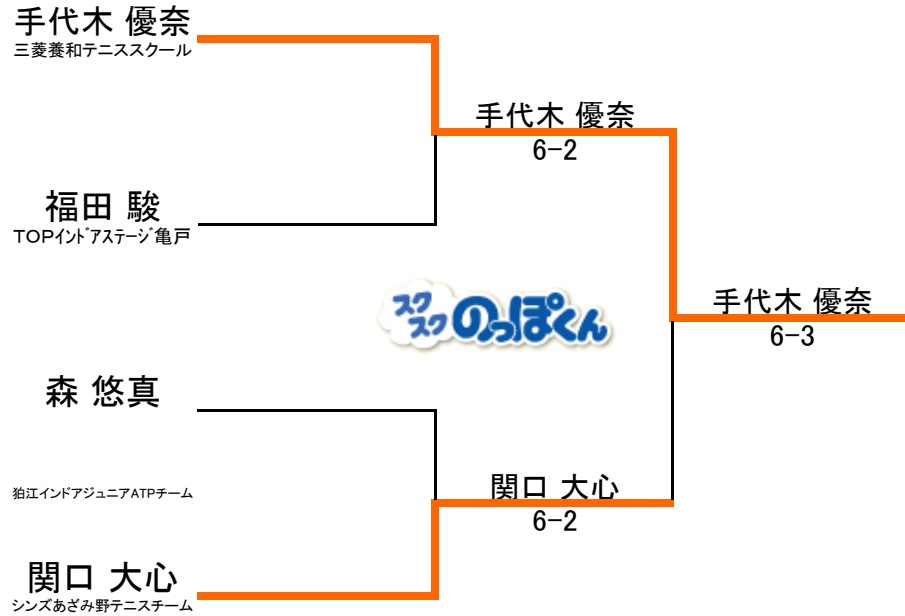 手代木 優奈
三菱養和テニススクール
手代木 優奈
6-2
福田 駿
TOPｲﾝﾄﾞｱｽﾃｰｼﾞ亀戸
スク
スク のっぽくん
手代木 優奈
6-3
森 悠真
狛江インドアジュニアATPチーム
関口 大心
6-2
関口 大心
シンズあざみ野テニスチーム